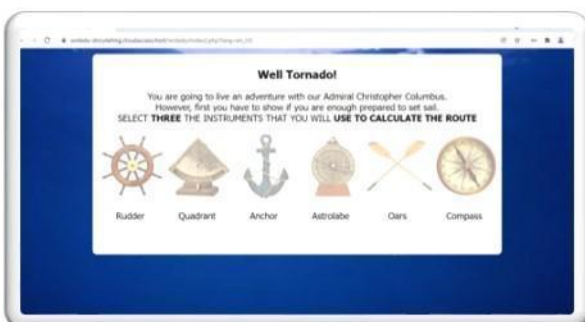 Well Tornado!
You are going to live an adventure with our Admiral Christopher Columbus.
However, first you have to show if you are enough prepared to set sail.
SELECT THREE THE INSTRUMENTS THAT YOU WILL USE TO CALCULATE THE ROUTE
Rudder Quadrant Anchor Astrolabe Oars Compass